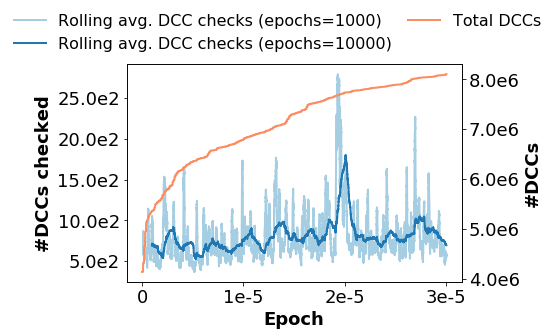 Rolling avg. DCC checks (epochs=1000)
Total DCCs
Rolling avg. DCC checks (epochs=10000)
#DCCs checked
25.0e2
20.0e2
15.0e2
10.0e2
5.0e2
8.0e6
7.0e6
6.0e6
5.0e6
4.0e6
#DCCs
0
1e-5
2e-5
3e-5
Epoch